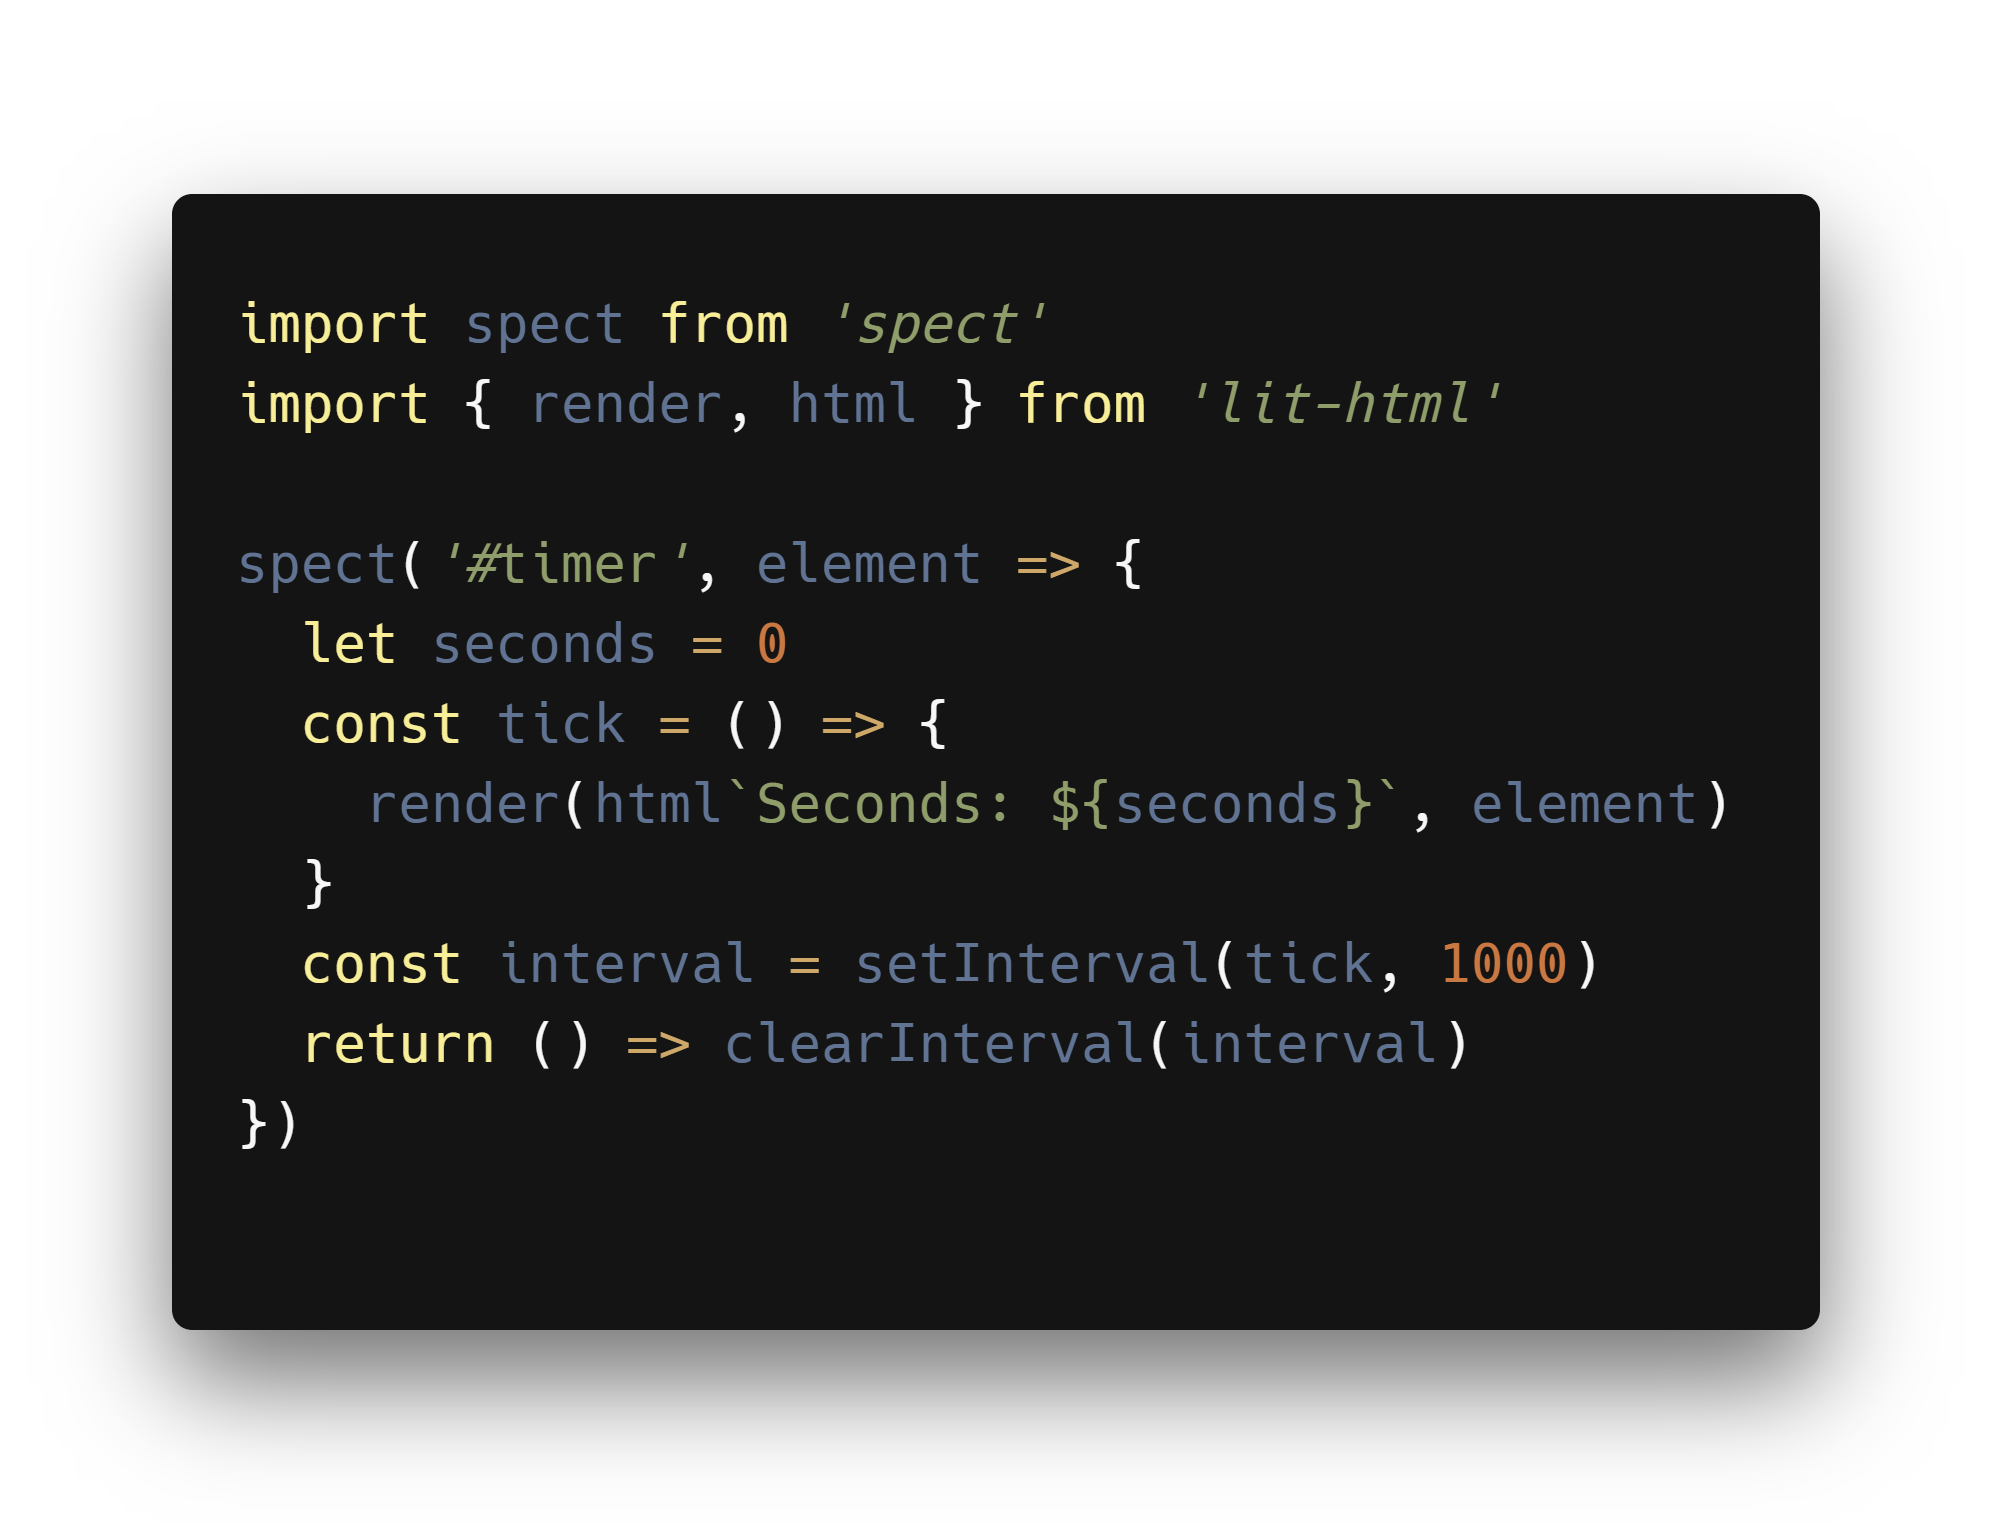 import spect from 'spect'
import { render, html } from 'lit-html'

spect('#timer', element => {
  let seconds = 0
  const tick = () => {
    render(html`Seconds: ${seconds}`, element)
  }
  const interval = setInterval(tick, 1000)
  return () => clearInterval(interval)
})